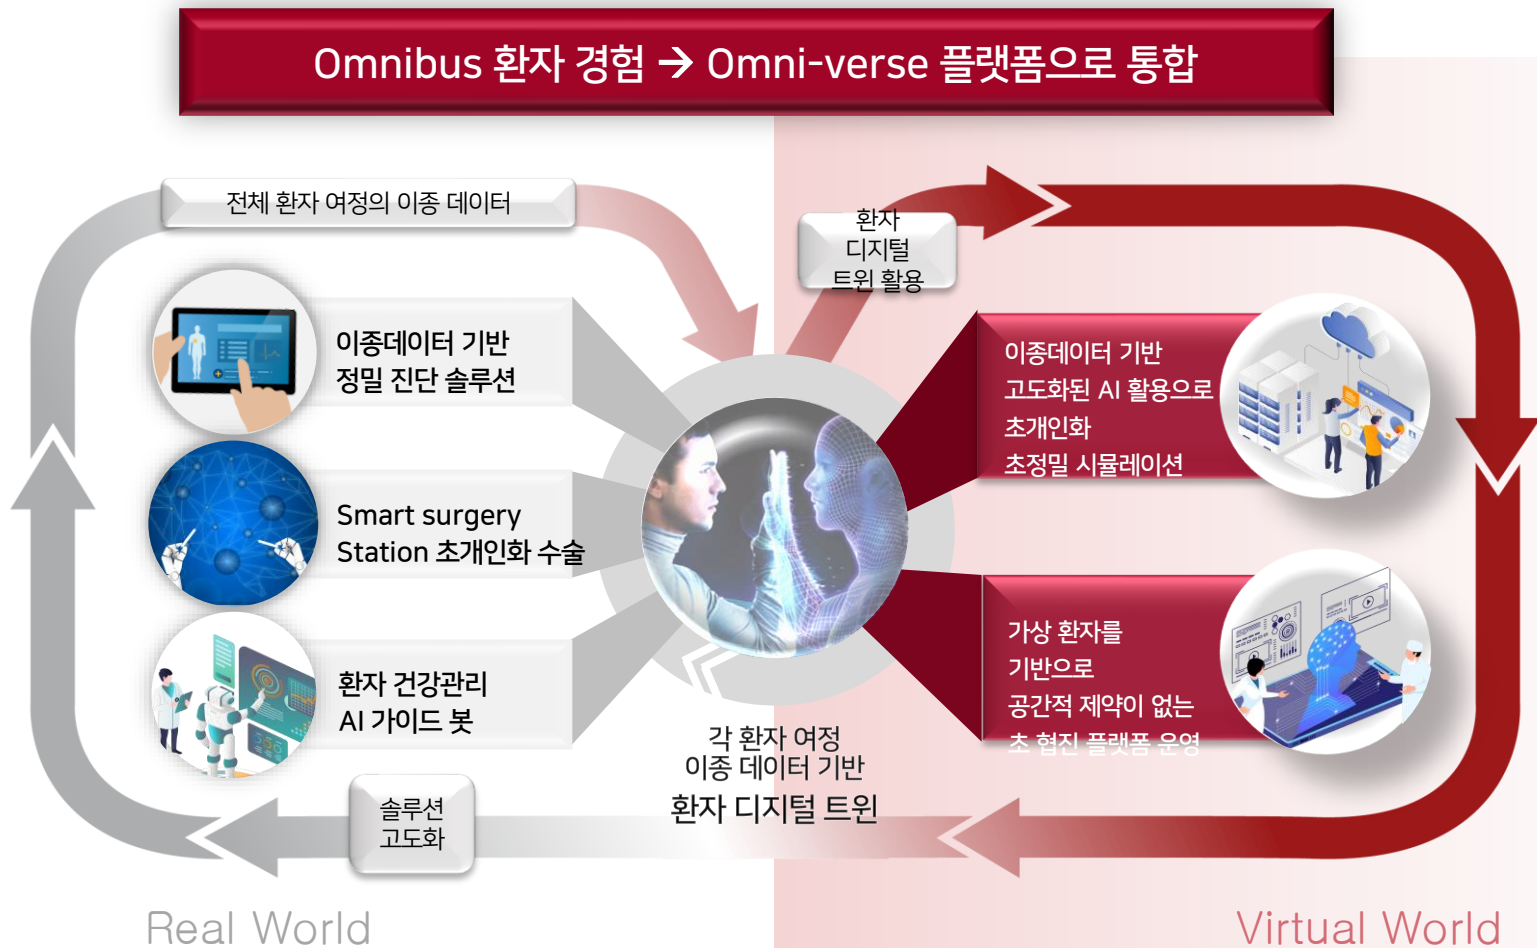 Omnibus 환자 경험 → Omni-verse 플랫폼으로 통합
전체 환자 여정의 이종 데이터
환자
디지털
트윈 활용
이종데이터 기반
정밀 진단 솔루션
Smart surgery
Station 초개인화 수술
환자 건강관리
AI 가이드 봇
이종데이터 기반
고도화된 AI 활용으로
초개인화
초정밀 시뮬레이션
가상 환자를
기반으로
공간적 제약이 없는
초 협진 플랫폼 운영
각 환자 여정
이종 데이터 기반
환자 디지털 트윈
솔루션
고도화
Real World
Virtual World